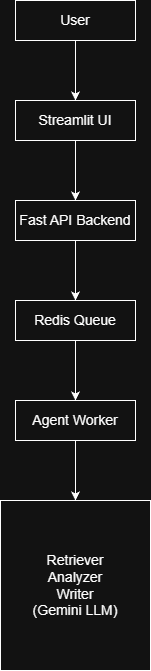 User
Streamlit UI
Fast API Backend
Redis Queue
Agent Worker
Retriever
Analyzer
Writer
(Gemini LLM)